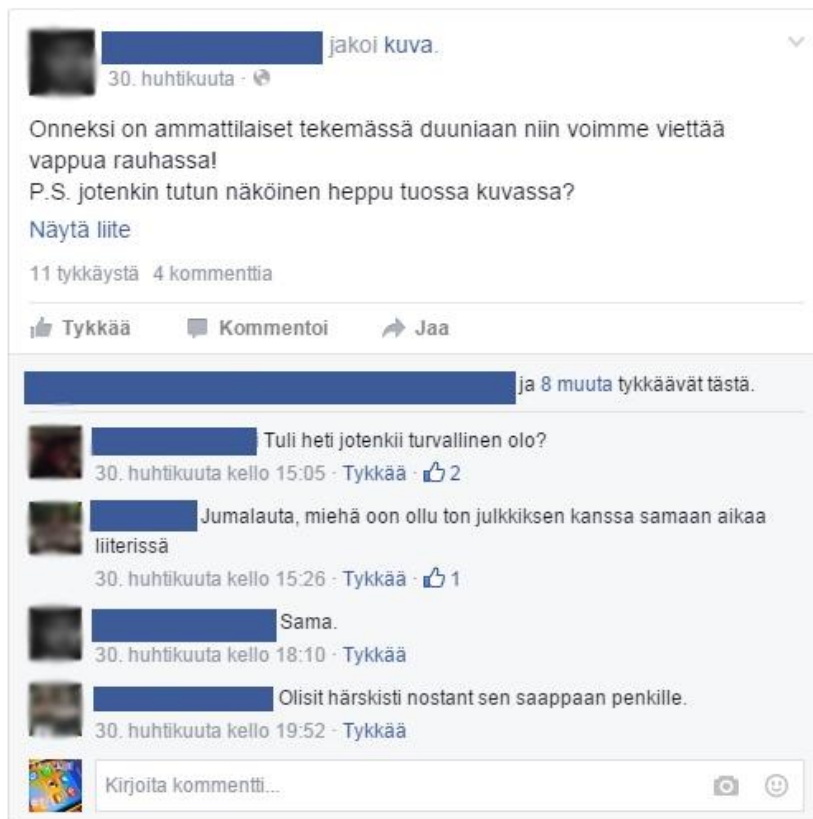 jakoi kuva.
30. huhtikuuta ·
Onneksi on ammattilaiset tekemässä duuniaan niin voimme viettää
vappua rauhassa!
P.S. jotenkin tutun näköinen heppu tuossa kuvassa?
Näytä liite
11 tykkäystä 4 kommenttia
Tykkää Kommentoi Jaa
ja 8 muuta tykkäävät tästä.
Tuli heti jotenkii turvallinen olo?
30. huhtikuuta kello 15:05 · Tykkää · 2
Jumalauta, miehä oon ollu ton julkkiksen kanssa samaan aikaa
liiterissä
30. huhtikuuta kello 15:26 · Tykkää · 1
Sama.
30. huhtikuuta kello 18:10 · Tykkää
Olisit härskisti nostant sen saappaan penkille.
30. huhtikuuta kello 19:52 · Tykkää
Kirjoita kommentti...